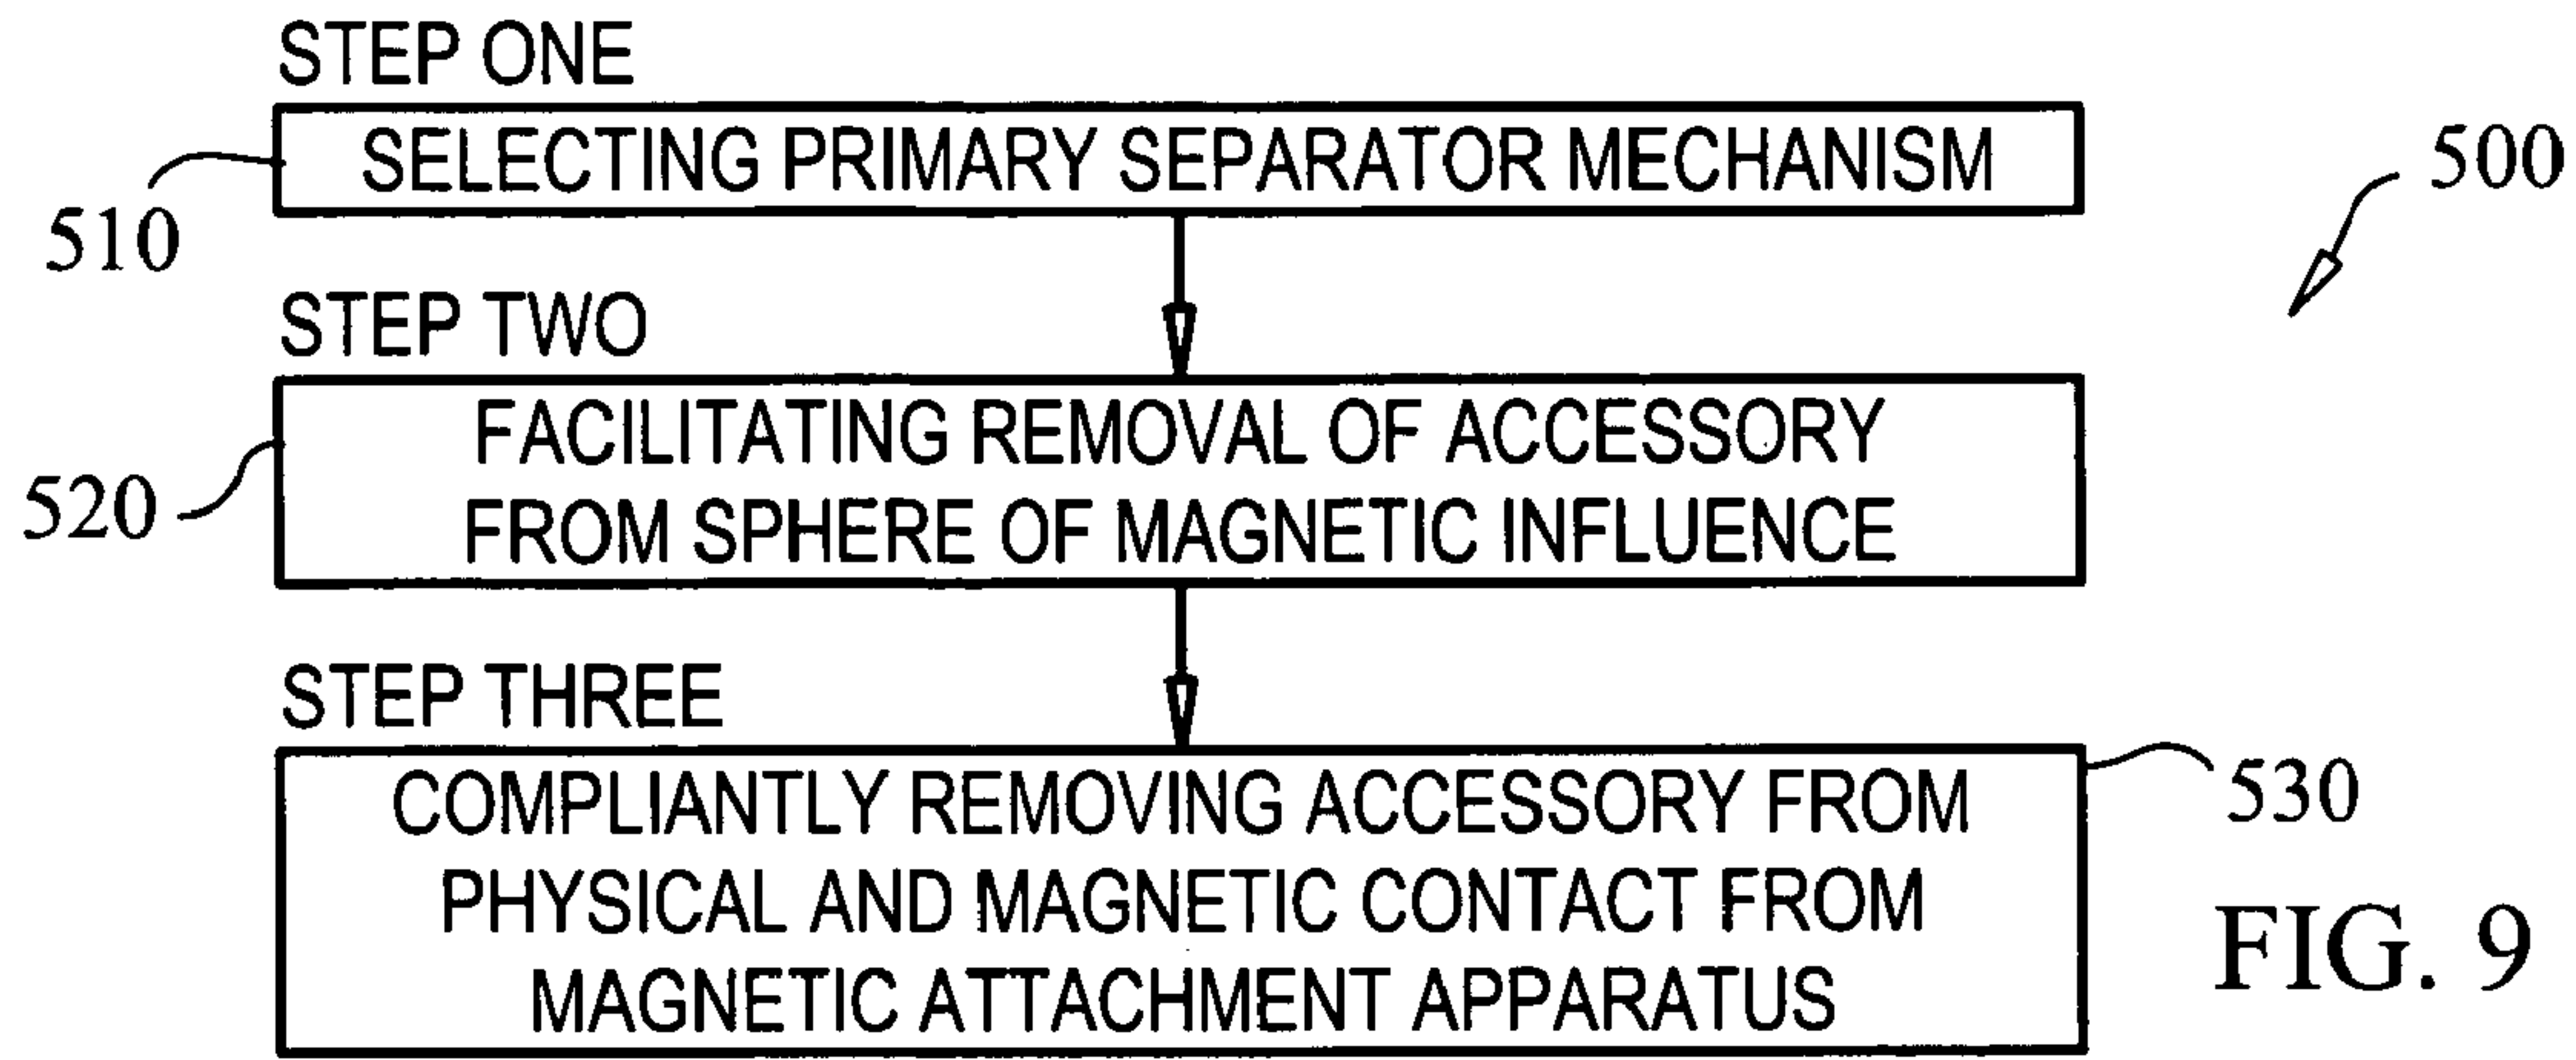 STEP ONE
SELECTING PRIMARY SEPARATOR MECHANISM
510
500
STEP TWO
FACILITATING REMOVAL OF ACCESSORY
FROM SPHERE OF MAGNETIC INFLUENCE
520
STEP THREE
COMPLIANTLY REMOVING ACCESSORY FROM
PHYSICAL AND MAGNETIC CONTACT FROM
MAGNETIC ATTACHMENT APPARATUS
530
FIG. 9